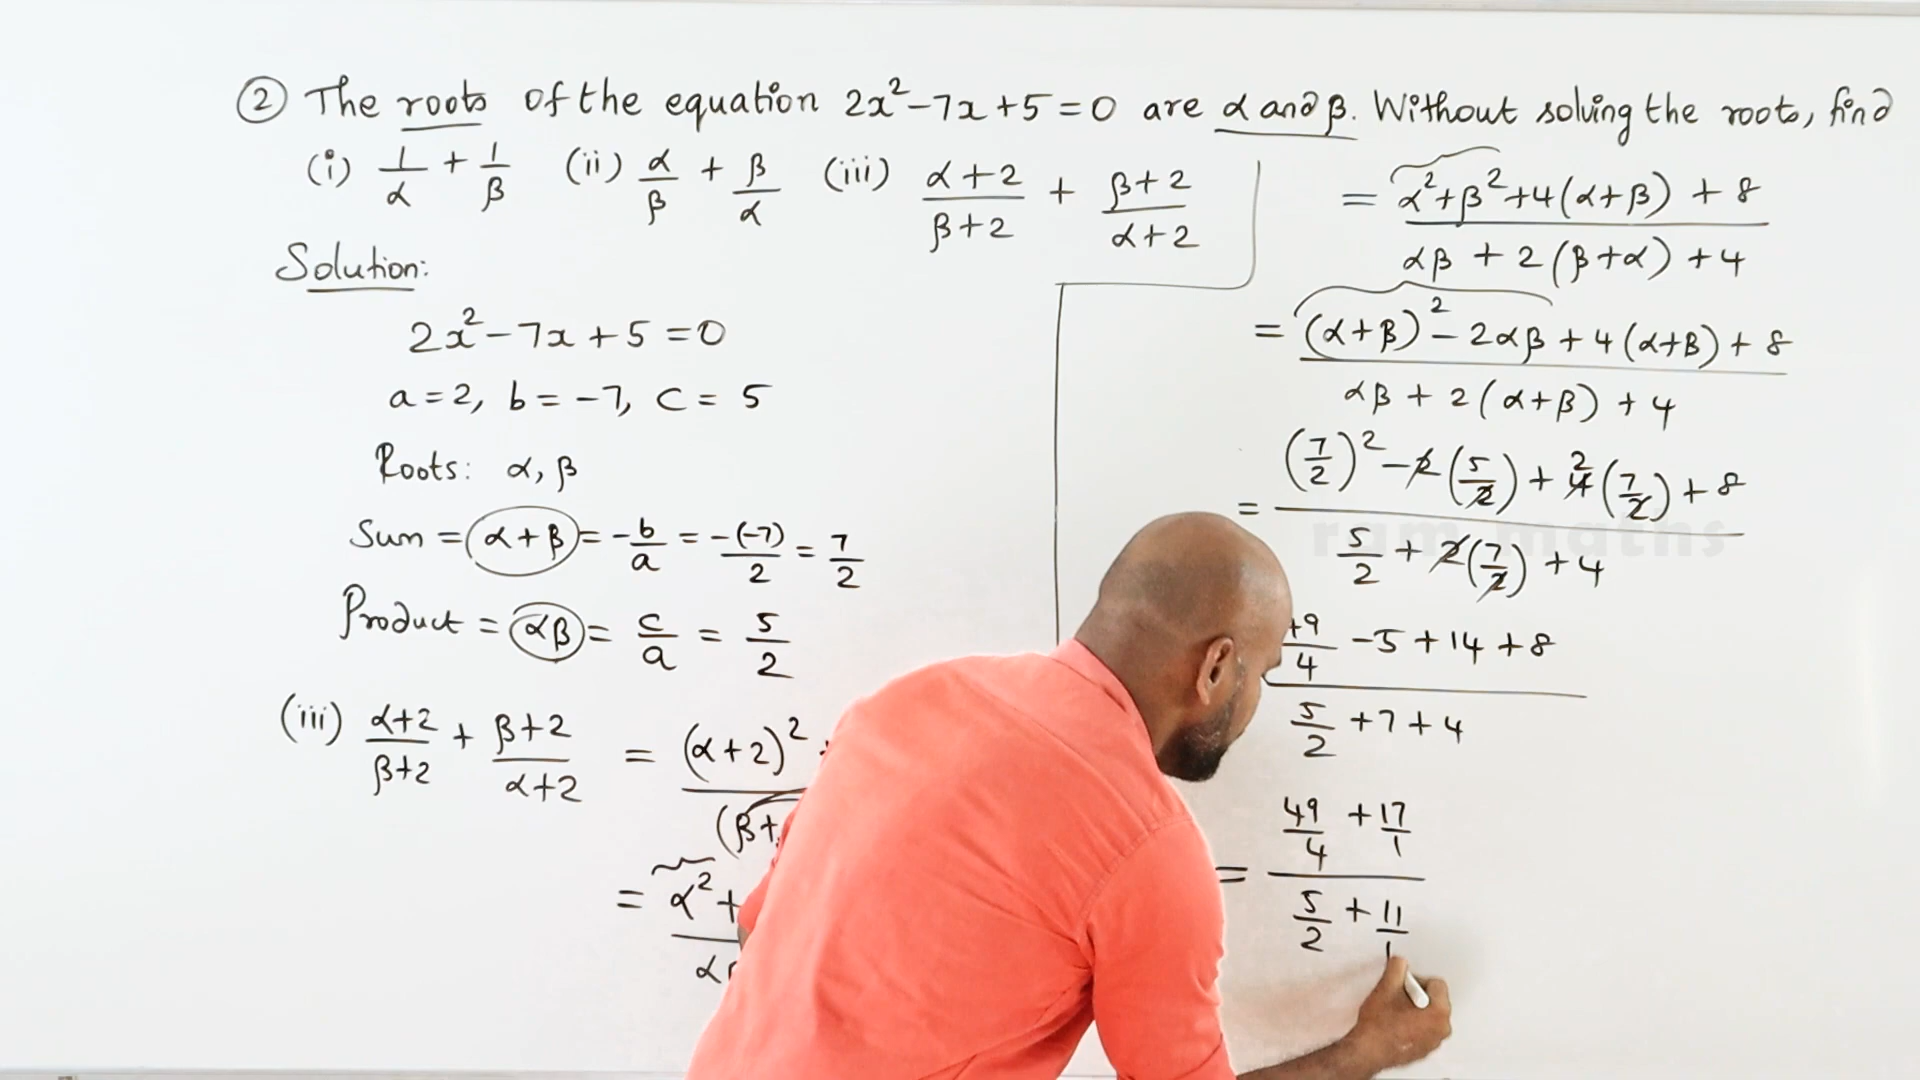 ② The roots of the equation 2x²-7x+5=0 are α and β. Without solving the roots, find
(i) 1/α + 1/β (ii) α/β + β/α (iii) (α+2)/(β+2) + (β+2)/(α+2)
Solution:
2x²-7x+5=0
a=2, b=-7, c=5
Roots: α, β
Sum = α+β = -b/a = -(-7)/2 = 7/2
Product = αβ = c/a = 5/2
(iii) (α+2)/(β+2) + (β+2)/(α+2) = (α+2)²
(β+
= α²+
α
= (α²+β²+4(α+β)+8)/(αβ+2(β+α)+4)
= ((α+β)²-2αβ+4(α+β)+8)/(αβ+2(α+β)+4)
= ((7/2)²-2(5/2)+4(7/2)+8)/(5/2+2(7/2)+4)
2
(49/4-5+14+8)/(5/2+7+4)
= (49/4+17/1)/(5/2+11/1)
ram maths